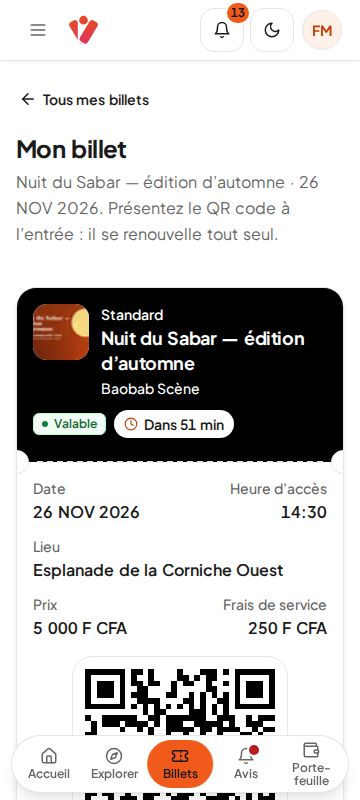 13
FM
Tous mes billets
Mon billet
Nuit du Sabar — édition d’automne · 26
NOV 2026. Présentez le QR code à
l’entrée : il se renouvelle tout seul.
Standard
Nuit du Sabar — édition
d’automne
Baobab Scène
Valable
Dans 51 min
Date
Heure d’accès
26 NOV 2026
14:30
Lieu
Esplanade de la Corniche Ouest
Prix
Frais de service
5 000 F CFA
250 F CFA
Accueil
Explorer
Billets
Avis
Porte-
feuille